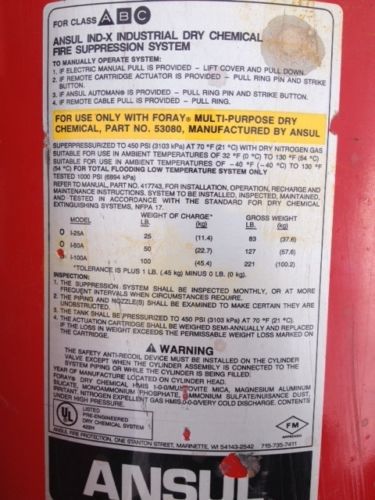 FOR CLASS A B C
ANSUL IND-X INDUSTRIAL DRY CHEMICAL
FIRE SUPPRESSION SYSTEM
TO MANUALLY OPERATE SYSTEM:
1. IF ELECTRIC MANUAL PULL IS PROVIDED - LIFT COVER AND PULL DOWN.
2. IF REMOTE CARTRIDGE ACTUATOR IS PROVIDED - PULL RING PIN AND STRIKE
BUTTON.
3. IF ANSUL AUTOMAN® IS PROVIDED - PULL RING PIN AND STRIKE BUTTON.
4. IF REMOTE CABLE PULL IS PROVIDED - PULL RING.
FOR USE ONLY WITH FORAY® MULTI-PURPOSE DRY
CHEMICAL, PART NO. 53080, MANUFACTURED BY ANSUL
SUPERPRESSURIZED TO 450 PSI (3103 kPa) AT 70 °F (21 °C) WITH DRY NITROGEN GAS
SUITABLE FOR USE IN AMBIENT TEMPERATURES OF 32 °F (0 °C) TO 130 °F (54 °C)
SUITABLE FOR USE IN AMBIENT TEMPERATURES OF -40 °F (-40 °C) TO 130 °F
(54 °C) FOR TOTAL FLOODING LOW TEMPERATURE SYSTEM ONLY
TESTED 1000 PSI (6894 kPa)
REFER TO MANUAL, PART NO. 417743, FOR INSTALLATION, OPERATION, RECHARGE AND
MAINTENANCE INSTRUCTIONS. SYSTEM TO BE INSTALLED, INSPECTED, MAINTAINED,
AND TESTED IN ACCORDANCE WITH THE STANDARD FOR DRY CHEMICAL
EXTINGUISHING SYSTEMS, NFPA 17.
WEIGHT OF CHARGE* GROSS WEIGHT
MODEL LB. (kg) LB. (kg)
O I-25A 25 (11.4) 83 (37.6)
O I-50A 50 (22.7) 127 (57.6)
I-100A 100 (45.4) 221 (100.2)
*TOLERANCE IS PLUS 1 LB. (.45 kg) MINUS 0 LB. (0 kg).
INSPECTION:
1. THE SUPPRESSION SYSTEM SHALL BE INSPECTED MONTHLY, OR AT MORE
FREQUENT INTERVALS WHEN CIRCUMSTANCES REQUIRE.
2. THE PIPING AND NOZZLE(S) SHALL BE EXAMINED TO MAKE CERTAIN THEY ARE
UNOBSTRUCTED.
3. THE TANK SHALL BE PRESSURIZED TO 450 PSI (3103 kPa) AT 70 °F (21 °C)
4. THE ACTUATION CARTRIDGE SHALL BE WEIGHED SEMI-ANNUALLY AND REPLACED
IF THE LOSS IN WEIGHT EXCEEDS THE PERMISSABLE WEIGHT LOSS MARKED ON
THE CARTRIDGE.
WARNING
THE SAFETY ANTI-RECOIL DEVICE MUST BE INSTALLED ON THE CYLINDER
VALVE EXCEPT WHEN THE CYLINDER ASSEMBLY IS CONNECTED TO THE
SYSTEM PIPING OR WHILE THE CYLINDER IS BEING FILLED.
YEAR OF MANUFACTURE LOCATED ON CYLINDER HEAD.
FORAY® DRY CHEMICAL HMIS 1-0-0/MUSCOVITE MICA, MAGNESIUM ALUMINUM
SILICATE, MONOAMMONIUM PHOSPHATE, AMMONIUM SULFATE/NUISANCE DUST,
IRRITANT, NITROGEN EXPELLENT GAS HMIS 0-0-0/VERY COLD DISCHARGE. CONTENTS
UNDER HIGH PRESSURE.
UL
LISTED
PRE-ENGINEERED
DRY CHEMICAL SYSTEM
FM
APPROVED
ANSUL FIRE PROTECTION, ONE STANTON STREET, MARINETTE, WI 54143-2542 715-735-7411
ANSUL